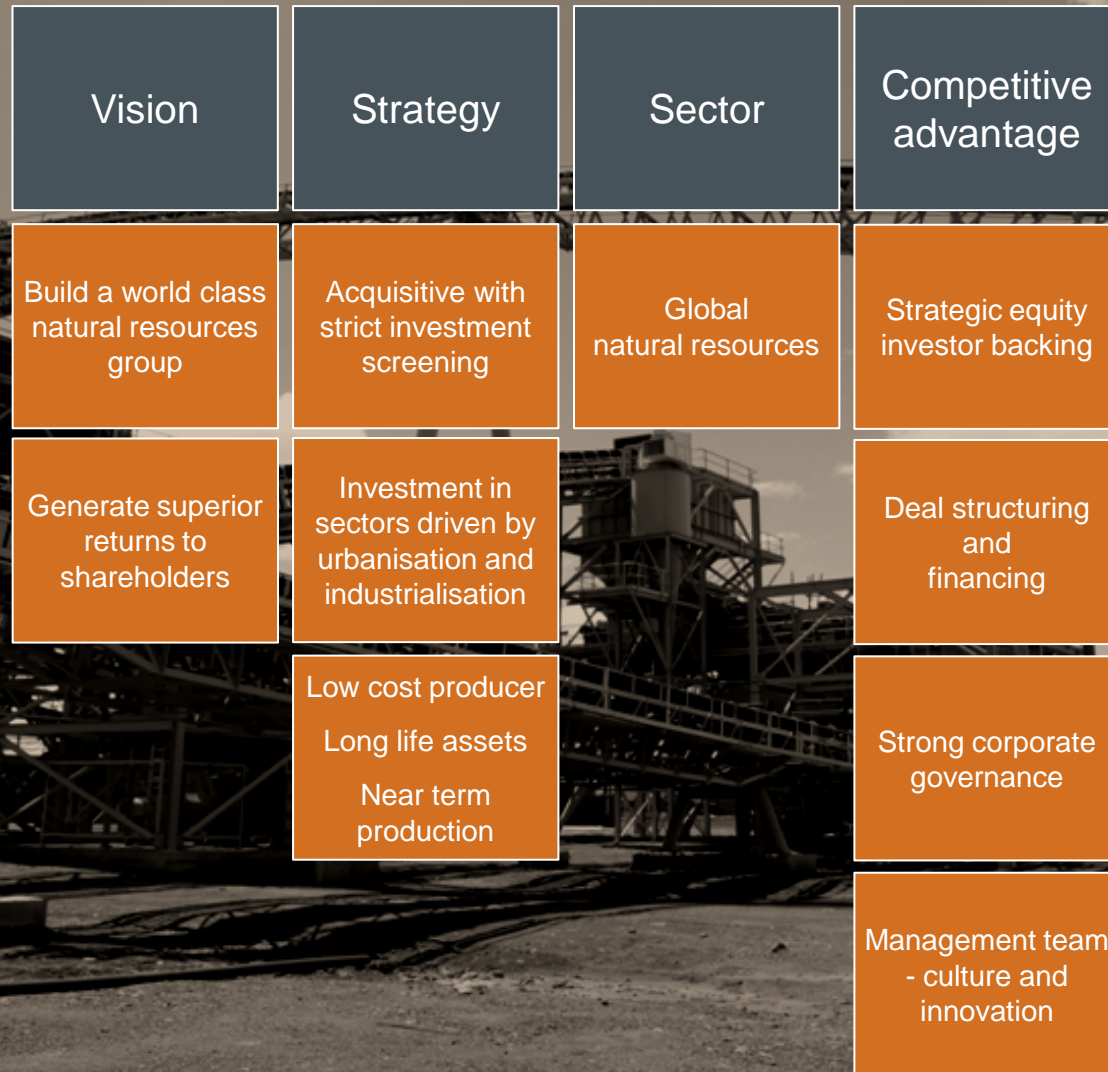 Vision
Strategy
Sector
Competitive
advantage
Build a world class
natural resources
group
Acquisitive with
strict investment
screening
Global
natural resources
Strategic equity
investor backing
Generate superior
returns to
shareholders
Investment in
sectors driven by
urbanisation and
industrialisation
Deal structuring
and
financing
Low cost producer
Long life assets
Near term
production
Strong corporate
governance
Management team
- culture and
innovation